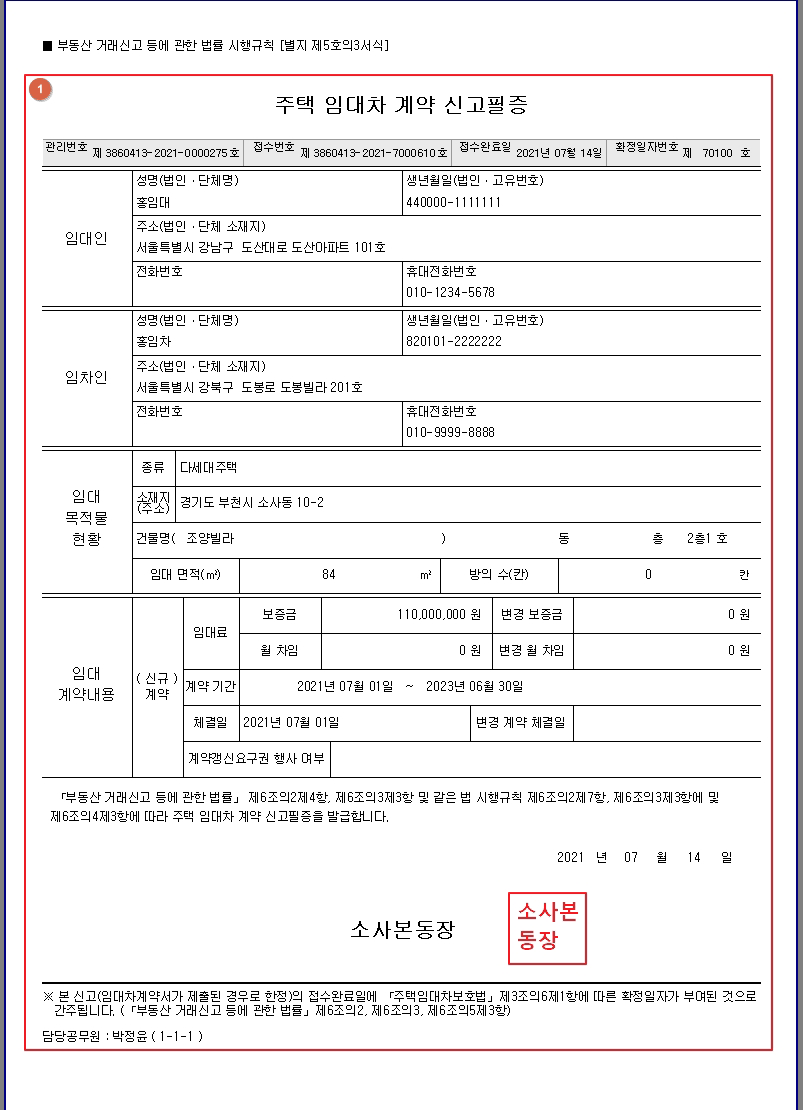 ■ 부동산 거래신고 등에 관한 법률 시행규칙 [별지 제5호의3서식]
1
주택 임대차 계약 신고필증
관리번호 제 3860413-2021-0000275 호 접수번호 제 3860413-2021-7000610 호 접수완료일 2021년 07월 14일 확정일자번호 제 70100 호
임대인
성명(법인ㆍ단체명) 생년월일(법인ㆍ고유번호)
홍임대 440000-1111111
주소(법인ㆍ단체 소재지)
서울특별시 강남구 도산대로 도산아파트 101호
전화번호 휴대전화번호
010-1234-5678
임차인
성명(법인ㆍ단체명) 생년월일(법인ㆍ고유번호)
홍임차 820101-2222222
주소(법인ㆍ단체 소재지)
서울특별시 강북구 도봉로 도봉빌라 201호
전화번호 휴대전화번호
010-9999-8888
임대
목적물
현황
종류 다세대주택
소재지
(주소) 경기도 부천시 소사동 10-2
건물명( 조양빌라 ) 동 층 2층1 호
임대 면적(㎡) 84 ㎡ 방의 수(칸) 0 칸
임대
계약내용
( 신규 )
계약
임대료
보증금 110,000,000 원 변경 보증금 0 원
월 차임 0 원 변경 월 차임 0 원
계약 기간 2021년 07월 01일 ~ 2023년 06월 30일
체결일 2021년 07월 01일 변경 계약 체결일
계약갱신요구권 행사 여부
「부동산 거래신고 등에 관한 법률」 제6조의2제4항, 제6조의3제3항 및 같은 법 시행규칙 제6조의2제7항, 제6조의3제3항에 및
제6조의4제3항에 따라 주택 임대차 계약 신고필증을 발급합니다.
2021 년 07 월 14 일
소사본동장
소사본
동장
※ 본 신고(임대차계약서가 제출된 경우로 한정)의 접수완료일에 「주택임대차보호법」제3조의6제1항에 따른 확정일자가 부여된 것으로
간주됩니다. (「부동산 거래신고 등에 관한 법률」제6조의2, 제6조의3, 제6조의5제3항)
담당공무원 : 박정윤 ( 1-1-1 )